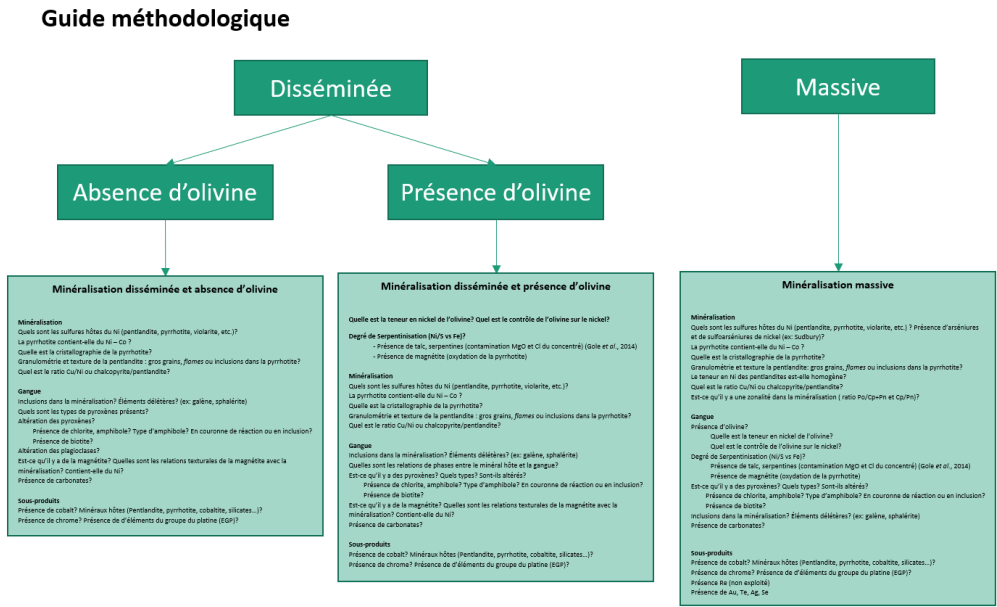 Guide méthodologique
Disséminée
Massive
Absence d'olivine
Présence d'olivine
Minéralisation disséminée et absence d'olivine
Minéralisation
Quels sont les sulfures hôtes du Ni (pentlandite, pyrrhotite, violarite, etc.)?
La pyrrhotite contient-elle du Ni – Co ?
Quelle est la cristallographie de la pyrrhotite?
Granulométrie et texture de la pentlandite : gros grains, flames ou inclusions dans la pyrrhotite?
Quel est le ratio Cu/Ni ou chalcopyrite/pentlandite?
Gangue
Inclusions dans la minéralisation? Éléments délétères? (ex: galène, sphalérite)
Quels sont les types de pyroxènes présents?
Altération des pyroxènes?
Présence de chlorite, amphibole? Type d'amphibole? En couronne de réaction ou en inclusion?
Présence de biotite?
Altération des plagioclases?
Est-ce qu'il y a de la magnétite? Quelles sont les relations texturales de la magnétite avec la
minéralisation? Contient-elle du Ni?
Présence de carbonates?
Sous-produits
Présence de cobalt? Minéraux hôtes (Pentlandite, pyrrhotite, cobaltite, silicates…)?
Présence de chrome? Présence de d'éléments du groupe du platine (EGP)?
Minéralisation disséminée et présence d'olivine
Quelle est la teneur en nickel de l'olivine? Quel est le contrôle de l'olivine sur le nickel?
Degré de Serpentinisation (Ni/S vs Fe)?
- Présence de talc, serpentines (contamination MgO et Cl du concentré) (Gole et al., 2014)
- Présence de magnétite (oxydation de la pyrrhotite)
Minéralisation
Quels sont les sulfures hôtes du Ni (pentlandite, pyrrhotite, violarite, etc.)?
La pyrrhotite contient-elle du Ni – Co ?
Quelle est la cristallographie de la pyrrhotite?
Granulométrie et texture de la pentlandite : gros grains, flames ou inclusions dans la pyrrhotite?
Quel est le ratio Cu/Ni ou chalcopyrite/pentlandite?
Gangue
Inclusions dans la minéralisation? Éléments délétères? (ex: galène, sphalérite)
Quelles sont les relations de phases entre le minéral hôte et la gangue?
Est-ce qu'il y a des pyroxènes? Quels types? Sont-ils altérés?
Présence de chlorite, amphibole? Type d'amphibole? En couronne de réaction ou en inclusion?
Présence de biotite?
Est-ce qu'il y a de la magnétite? Quelles sont les relations texturales de la magnétite avec la
minéralisation? Contient-elle du Ni?
Présence de carbonates?
Sous-produits
Présence de cobalt? Minéraux hôtes (Pentlandite, pyrrhotite, cobaltite, silicates…)?
Présence de chrome? Présence de d'éléments du groupe du platine (EGP)?
Minéralisation massive
Minéralisation
Quels sont les sulfures hôtes du Ni (pentlandite, pyrrhotite, violarite, etc.) ? Présence d'arséniures
et de sulfoarséniures de nickel (ex: Sudbury)?
La pyrrhotite contient-elle du Ni – Co ?
Quelle est la cristallographie de la pyrrhotite?
Granulométrie et texture de la pentlandite: gros grains, flames ou inclusions dans la pyrrhotite?
Le teneur en Ni des pentlandites est-elle homogène?
Quel est le ratio Cu/Ni ou chalcopyrite/pentlandite?
Est-ce qu'il y a une zonalité dans la minéralisation ( ratio Po/Cp+Pn et Cp/Pn)?
Gangue
Présence d'olivine?
Quelle est la teneur en nickel de l'olivine?
Quel est le contrôle de l'olivine sur le nickel?
Degré de Serpentinisation (Ni/S vs Fe)?
Présence de talc, serpentines (contamination MgO et Cl du concentré) (Gole et al., 2014)
Présence de magnétite (oxydation de la pyrrhotite)
Est-ce qu'il y a des pyroxènes? Quels types? Sont-ils altérés?
Présence de chlorite, amphibole? Type d'amphibole? En couronne de réaction ou en inclusion?
Présence de biotite?
Inclusions dans la minéralisation? Éléments délétères? (ex: galène, sphalérite)
Présence de carbonates?
Sous-produits
Présence de cobalt? Minéraux hôtes (Pentlandite, pyrrhotite, cobaltite, silicates…)?
Présence de chrome? Présence de d'éléments du groupe du platine (EGP)?
Présence Re (non exploité)
Présence de Au, Te, Ag, Se